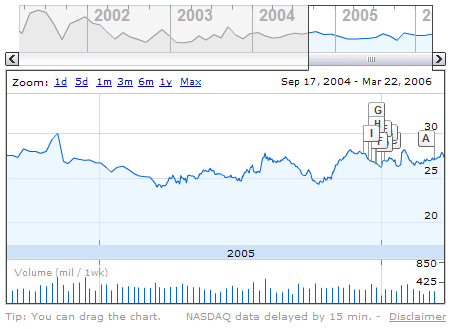 2002 2003 2004 2005 2
Zoom: 1d 5d 1m 3m 6m 1y Max Sep 17, 2004 - Mar 22, 2006
G
H
I F A
30
25
20
2005
Volume (mil / 1wk)
850
425
Tip: You can drag the chart. NASDAQ data delayed by 15 min. - Disclaimer